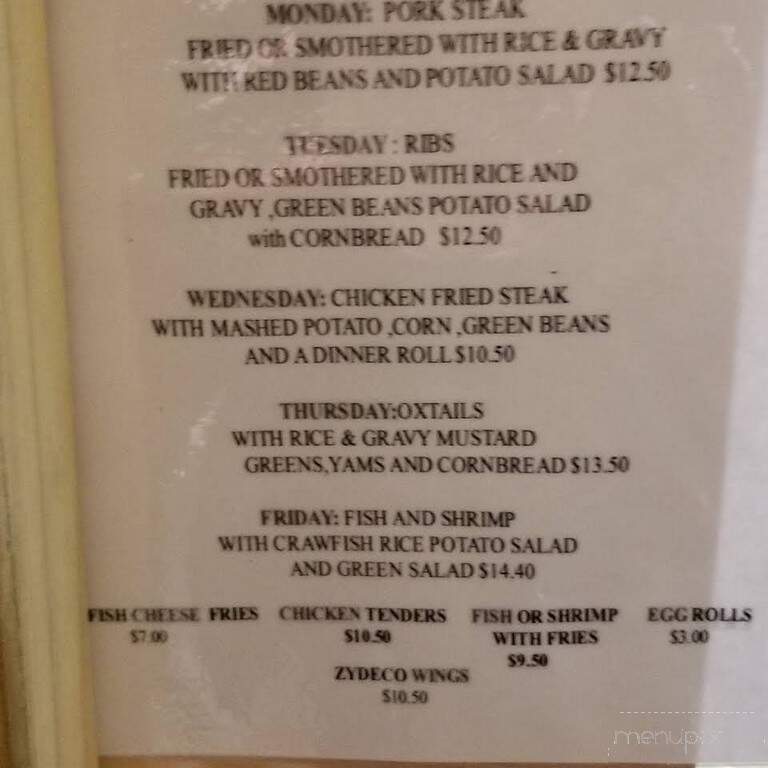 MONDAY: PORK STEAK
FRIED OR SMOTHERED WITH RICE & GRAVY
WITH RED BEANS AND POTATO SALAD $12.50
TUESDAY : RIBS
FRIED OR SMOTHERED WITH RICE AND
GRAVY ,GREEN BEANS POTATO SALAD
with CORNBREAD $12.50
WEDNESDAY: CHICKEN FRIED STEAK
WITH MASHED POTATO ,CORN ,GREEN BEANS
AND A DINNER ROLL $10.50
THURSDAY:OXTAILS
WITH RICE & GRAVY MUSTARD
GREENS,YAMS AND CORNBREAD $13.50
FRIDAY: FISH AND SHRIMP
WITH CRAWFISH RICE POTATO SALAD
AND GREEN SALAD $14.40
FISH CHEESE FRIES
$7.00
CHICKEN TENDERS
$10.50
FISH OR SHRIMP
WITH FRIES
$9.50
EGG ROLLS
$3.00
ZYDECO WINGS
$10.50
menupix